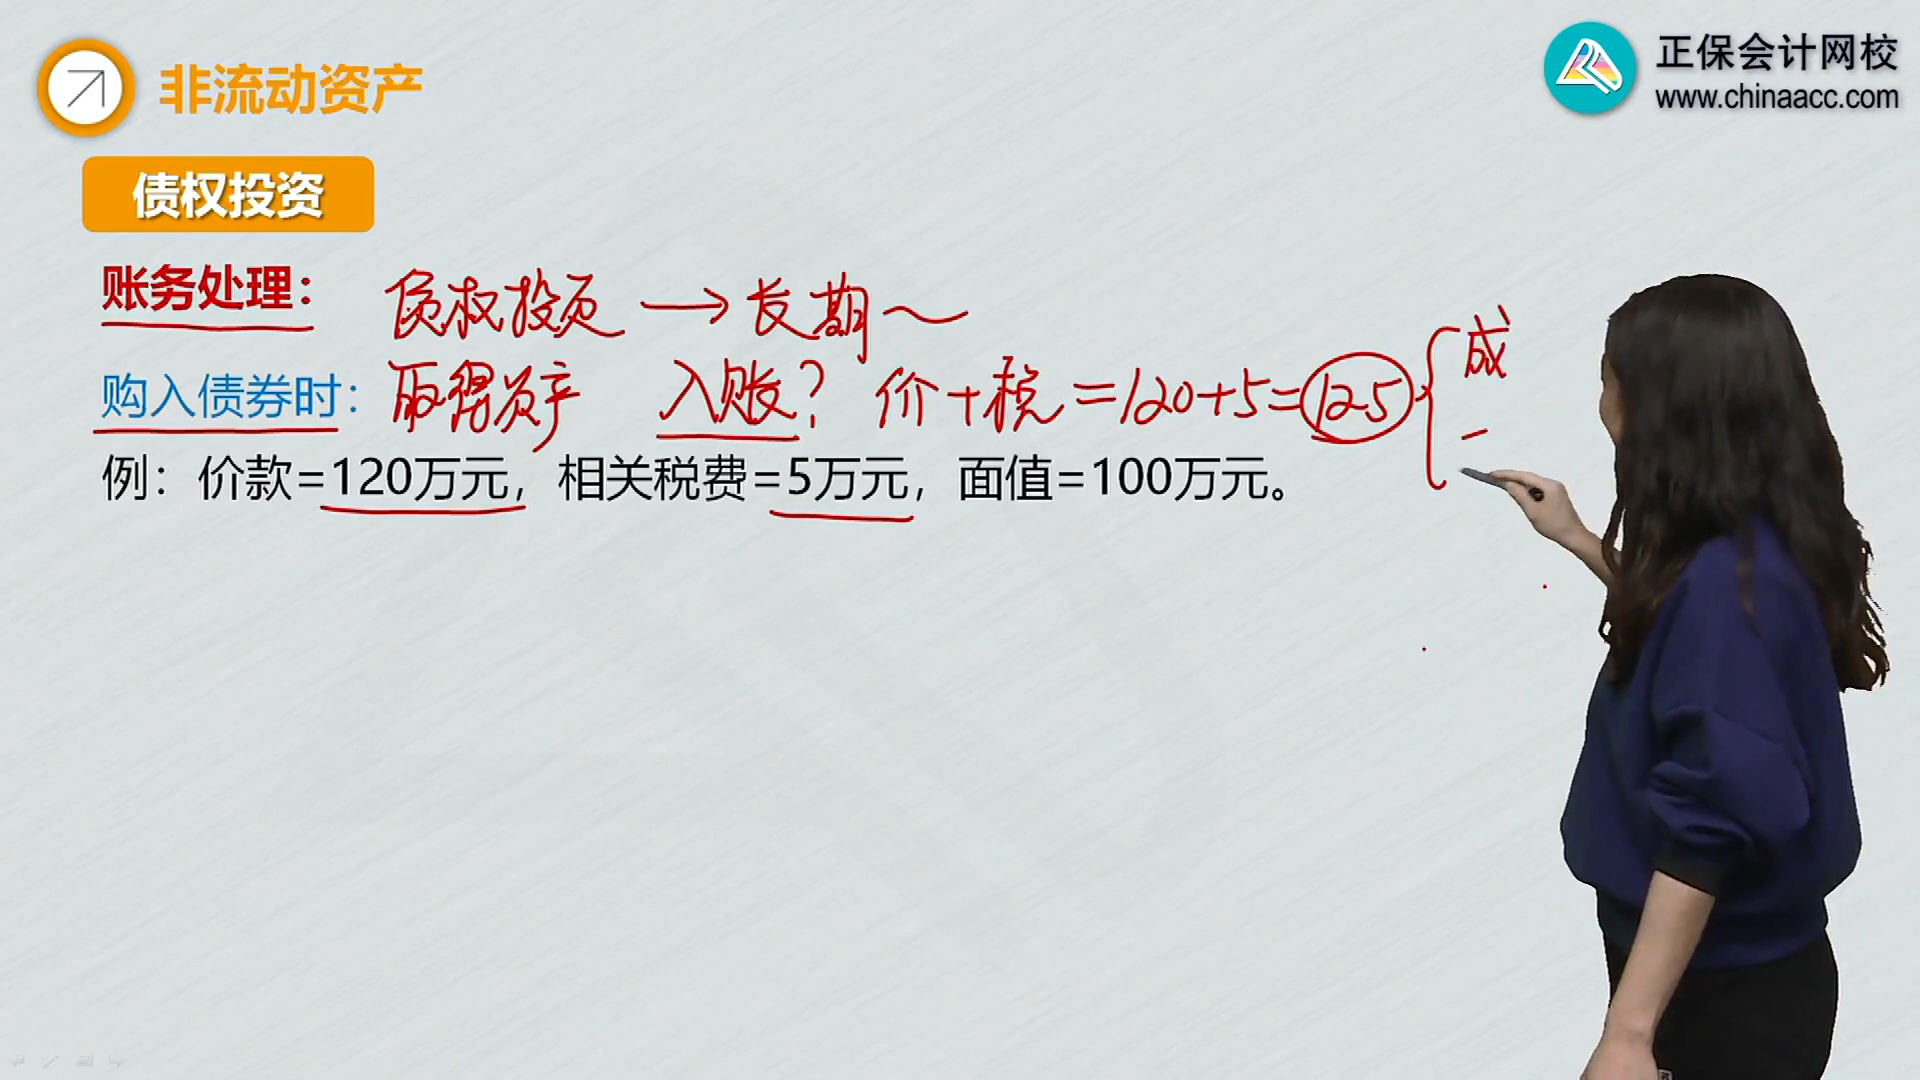 非流动资产
正保会计网校
www.chinaacc.com
债权投资
账务处理： 债权投资 → 长期～
购入债券时： 取得资产 入账？ 价+税=120+5=125 { 成
例：价款=120万元，相关税费=5万元，面值=100万元。